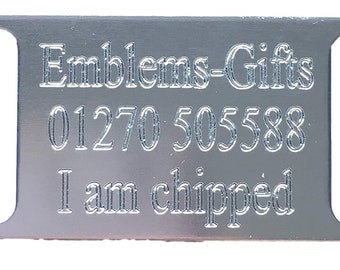 Emblems-Gifts
01270 505588
I am chipped